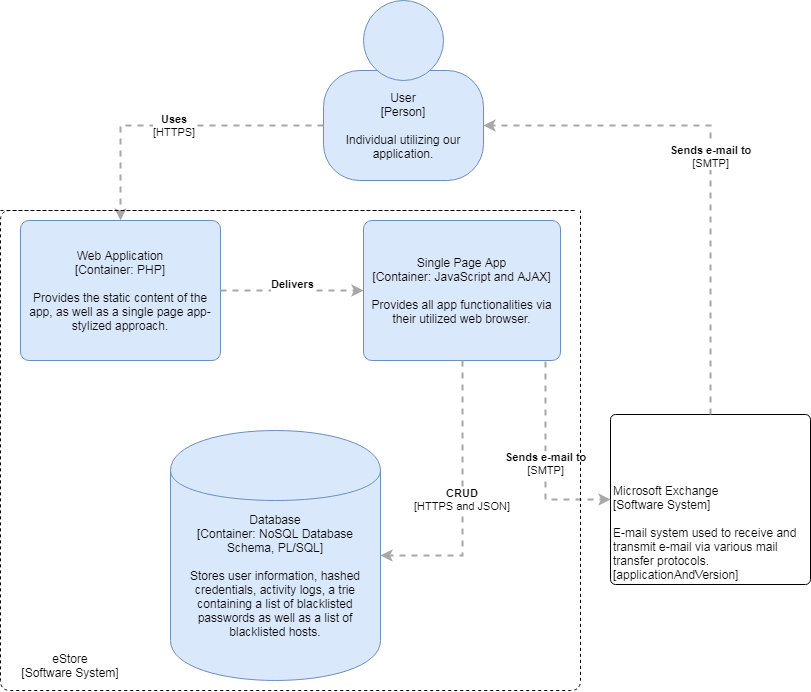 User
[Person]
Individual utilizing our
application.
Uses
[HTTPS]
Sends e-mail to
[SMTP]
Web Application
[Container: PHP]
Provides the static content of the
app, as well as a single page app-
stylized approach.
Delivers
Single Page App
[Container: JavaScript and AJAX]
Provides all app functionalities via
their utilized web browser.
Sends e-mail to
[SMTP]
CRUD
[HTTPS and JSON]
Microsoft Exchange
[Software System]
E-mail system used to receive and
transmit e-mail via various mail
transfer protocols.
[applicationAndVersion]
Database
[Container: NoSQL Database
Schema, PL/SQL]
Stores user information, hashed
credentials, activity logs, a trie
containing a list of blacklisted
passwords as well as a list of
blacklisted hosts.
eStore
[Software System]